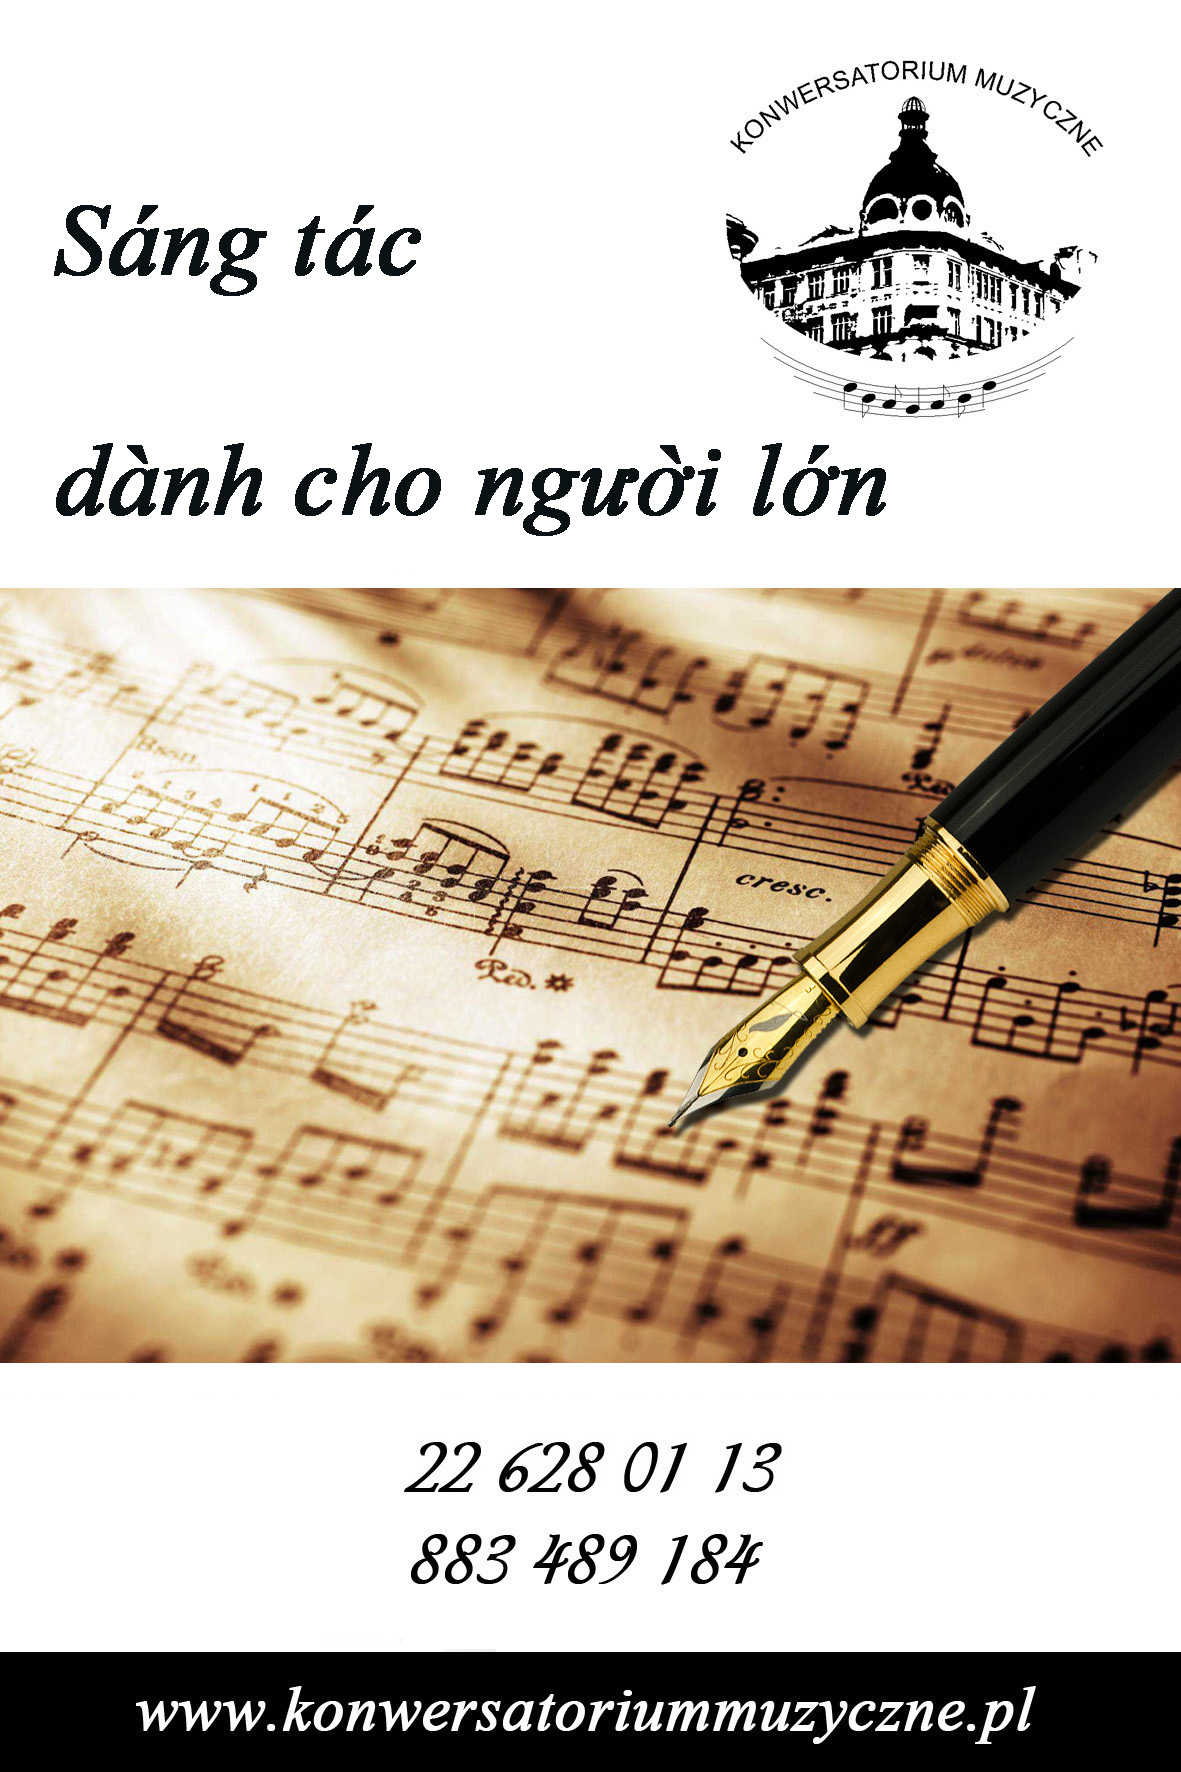 KONWERSATORIUM MUZYCZNE
Sáng tác
dành cho người lớn
cresc.
ff
22 628 01 13
883 489 184
www.konwersatoriummuzyczne.pl